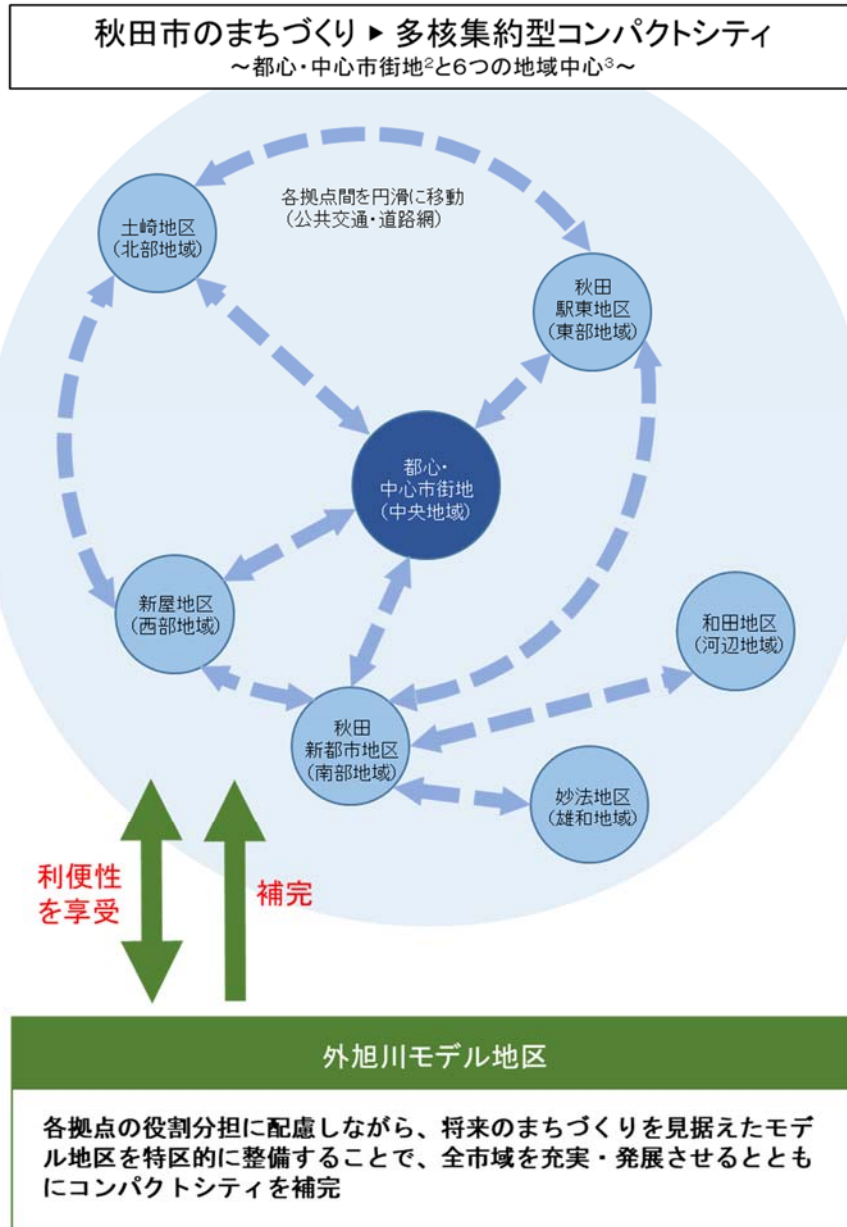 秋田市のまちづくり ▶ 多核集約型コンパクトシティ
～都心・中心市街地²と6つの地域中心³～
各拠点間を円滑に移動
（公共交通・道路網）
土崎地区
（北部地域）
秋田
駅東地区
（東部地域）
都心・
中心市街地
（中央地域）
新屋地区
（西部地域）
和田地区
（河辺地域）
秋田
新都市地区
（南部地域）
妙法地区
（雄和地域）
利便性
を享受
補完
外旭川モデル地区
各拠点の役割分担に配慮しながら、将来のまちづくりを見据えたモデ
ル地区を特区的に整備することで、全市域を充実・発展させるととも
にコンパクトシティを補完